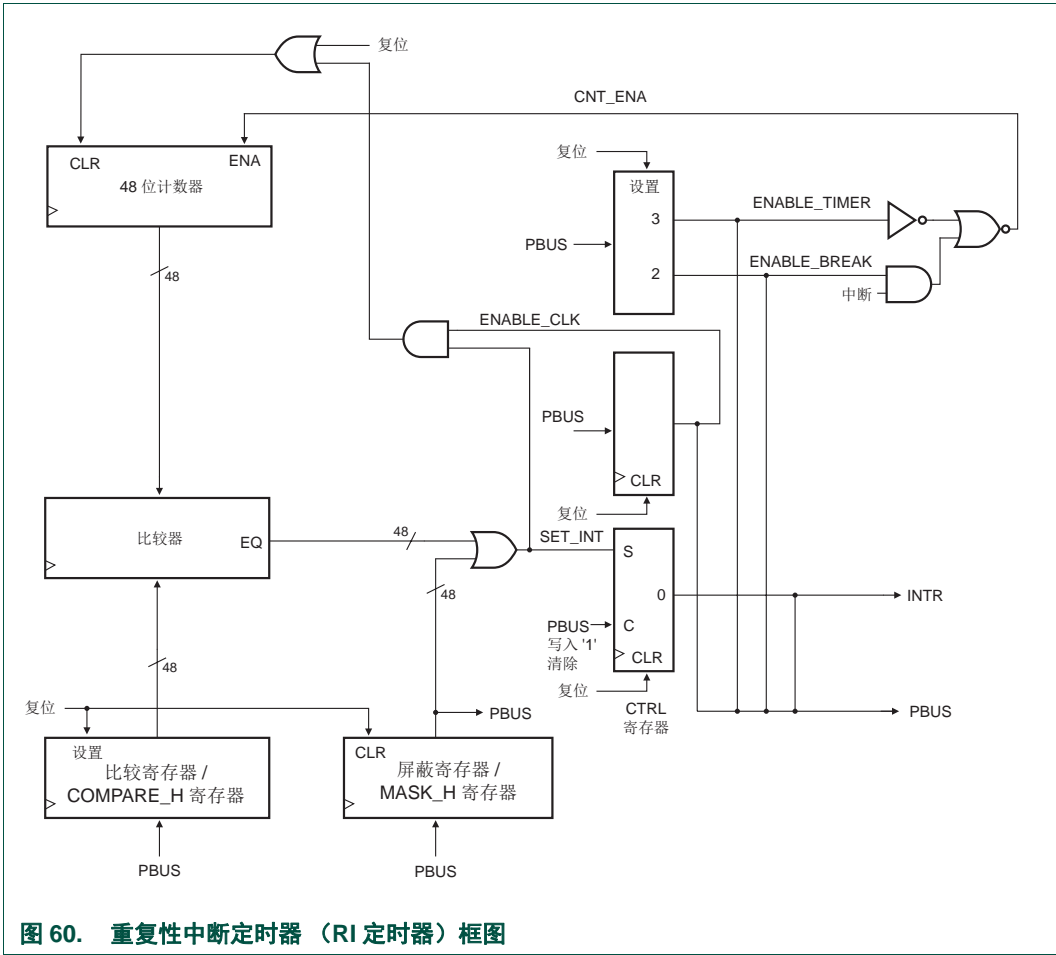 复位
CNT_ENA
CLR
ENA
48 位计数器
复位
设置
3
ENABLE_TIMER
PBUS
2
ENABLE_BREAK
中断
48
ENABLE_CLK
PBUS
CLR
复位
比较器
EQ
48
SET_INT
S
48
0
INTR
PBUS
写入 '1'
清除
C
CLR
48
复位
复位
PBUS
CTRL
寄存器
PBUS
设置
比较寄存器 /
COMPARE_H 寄存器
CLR
屏蔽寄存器 /
MASK_H 寄存器
PBUS
PBUS
图 60. 重复性中断定时器 （RI 定时器）框图